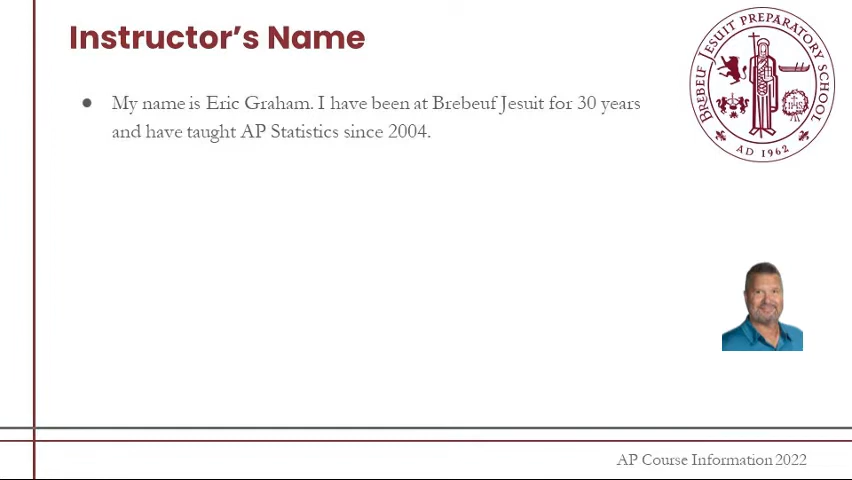 Instructor’s Name
BREBEUF JESUIT PREPARATORY SCHOOL
● My name is Eric Graham. I have been at Brebeuf Jesuit for 30 years
and have taught AP Statistics since 2004.
IHS
AD 1962
AP Course Information 2022